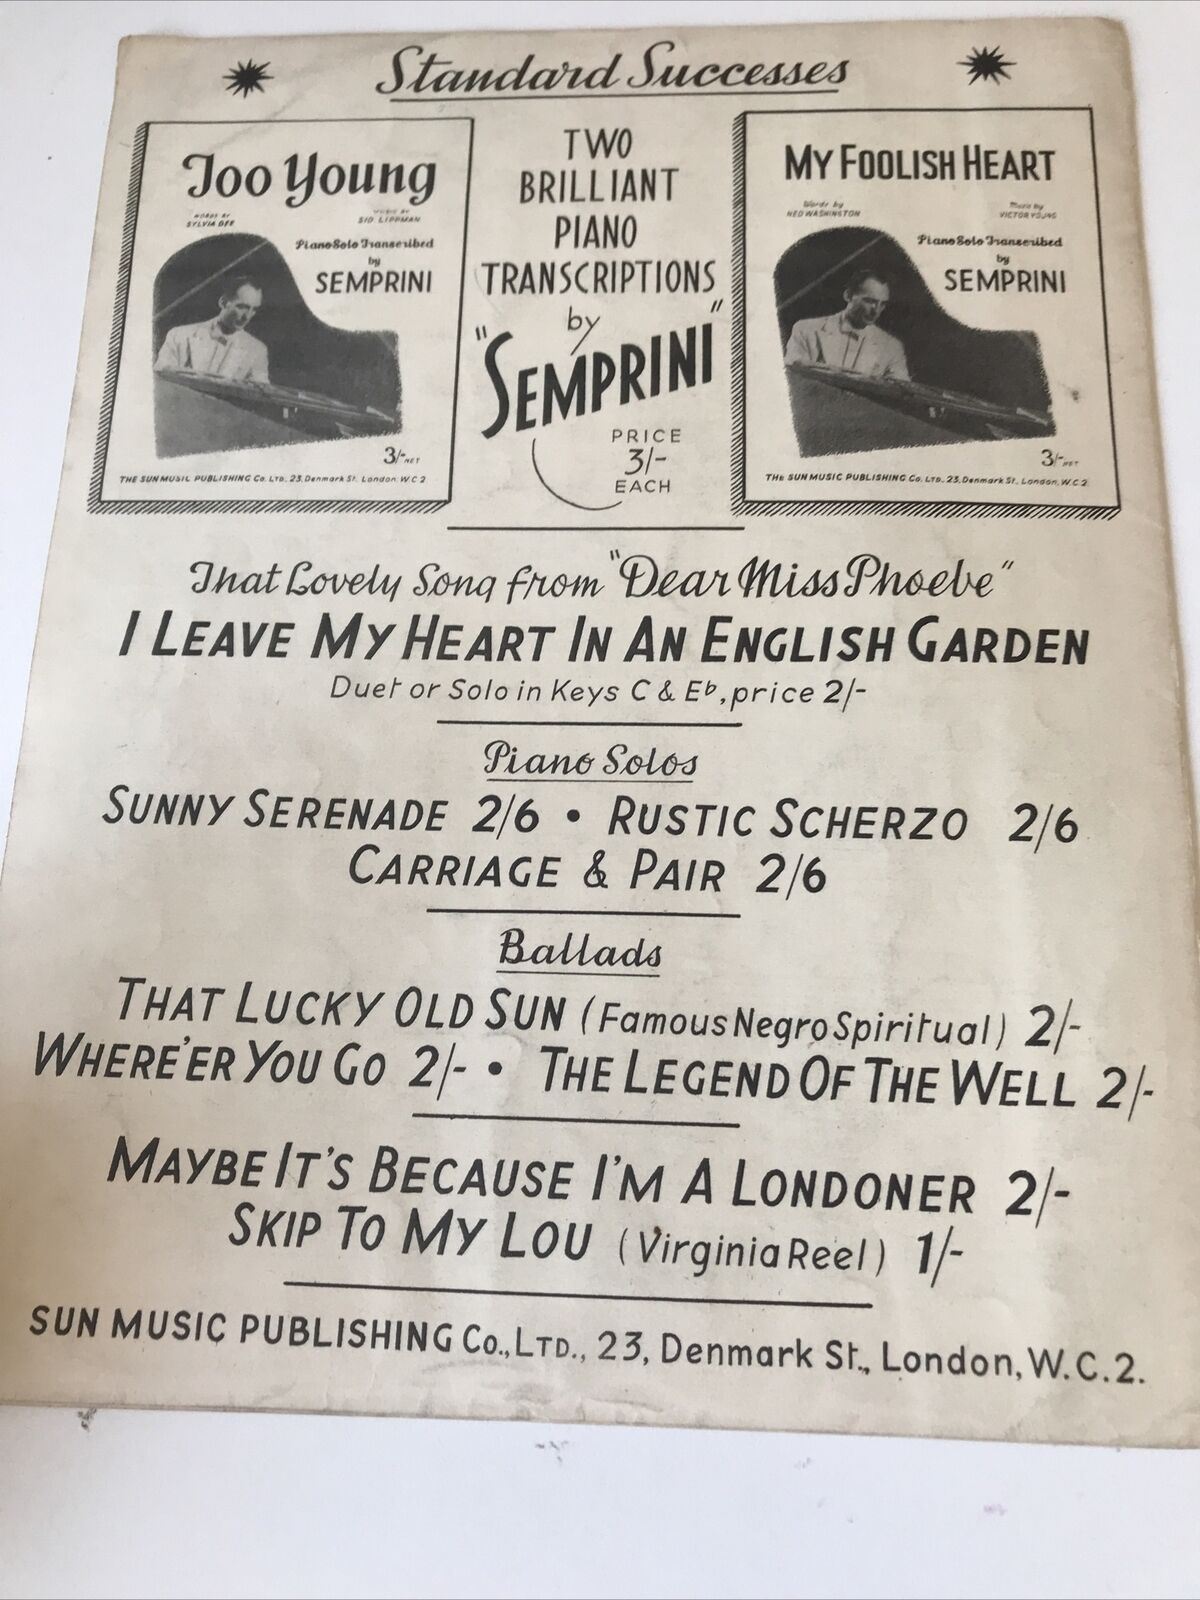 Standard Successes
Too Young
WORDS BY
SYLVIA DEE
MUSIC BY
SID LIPPMAN
Piano Solo Transcribed
by
SEMPRINI
3/- NET
THE SUN MUSIC PUBLISHING Co. LTD. 23, Denmark St. London. W.C 2
TWO
BRILLIANT
PIANO
TRANSCRIPTIONS
by
"SEMPRINI"
PRICE
3/-
EACH
MY FOOLISH HEART
Words by
NED WASHINGTON
Music by
VICTOR YOUNG
Piano Solo Transcribed
by
SEMPRINI
3/- NET
THE SUN MUSIC PUBLISHING Co. LTD. 23, Denmark St. London. W.C 2
That Lovely Song from "Dear Miss Phoebe"
I LEAVE MY HEART IN AN ENGLISH GARDEN
Duet or Solo in Keys C & E♭, price 2/-
Piano Solos
SUNNY SERENADE 2/6 • RUSTIC SCHERZO 2/6
CARRIAGE & PAIR 2/6
Ballads
THAT LUCKY OLD SUN (Famous Negro Spiritual) 2/-
WHERE'ER YOU GO 2/- • THE LEGEND OF THE WELL 2/-
MAYBE IT'S BECAUSE I'M A LONDONER 2/-
SKIP TO MY LOU (Virginia Reel) 1/-
SUN MUSIC PUBLISHING Co., LTD., 23, Denmark St., London, W.C.2.